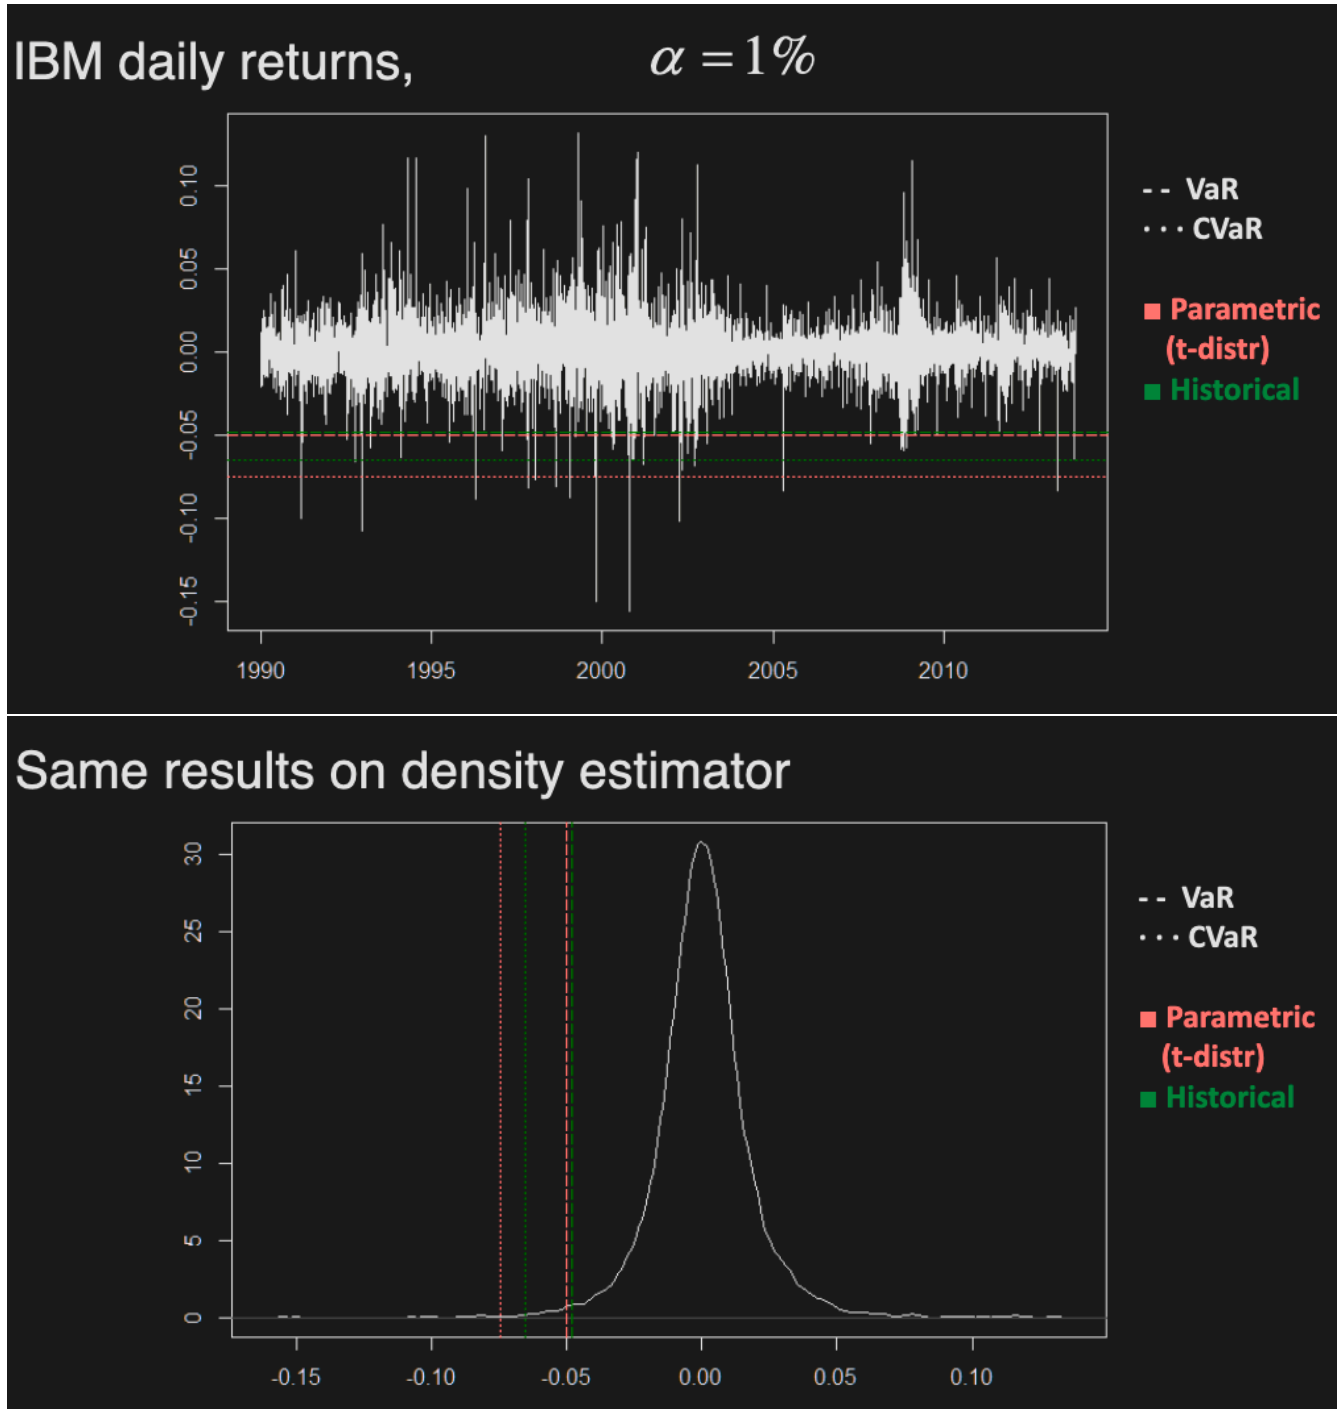 IBM daily returns,
α = 1%
0.10
0.05
0.00
-0.05
-0.10
-0.15
1990 1995 2000 2005 2010
-- VaR
··· CVaR
Parametric
(t-distr)
Historical
Same results on density estimator
30
25
20
15
10
5
0
-0.15 -0.10 -0.05 0.00 0.05 0.10
-- VaR
··· CVaR
Parametric
(t-distr)
Historical